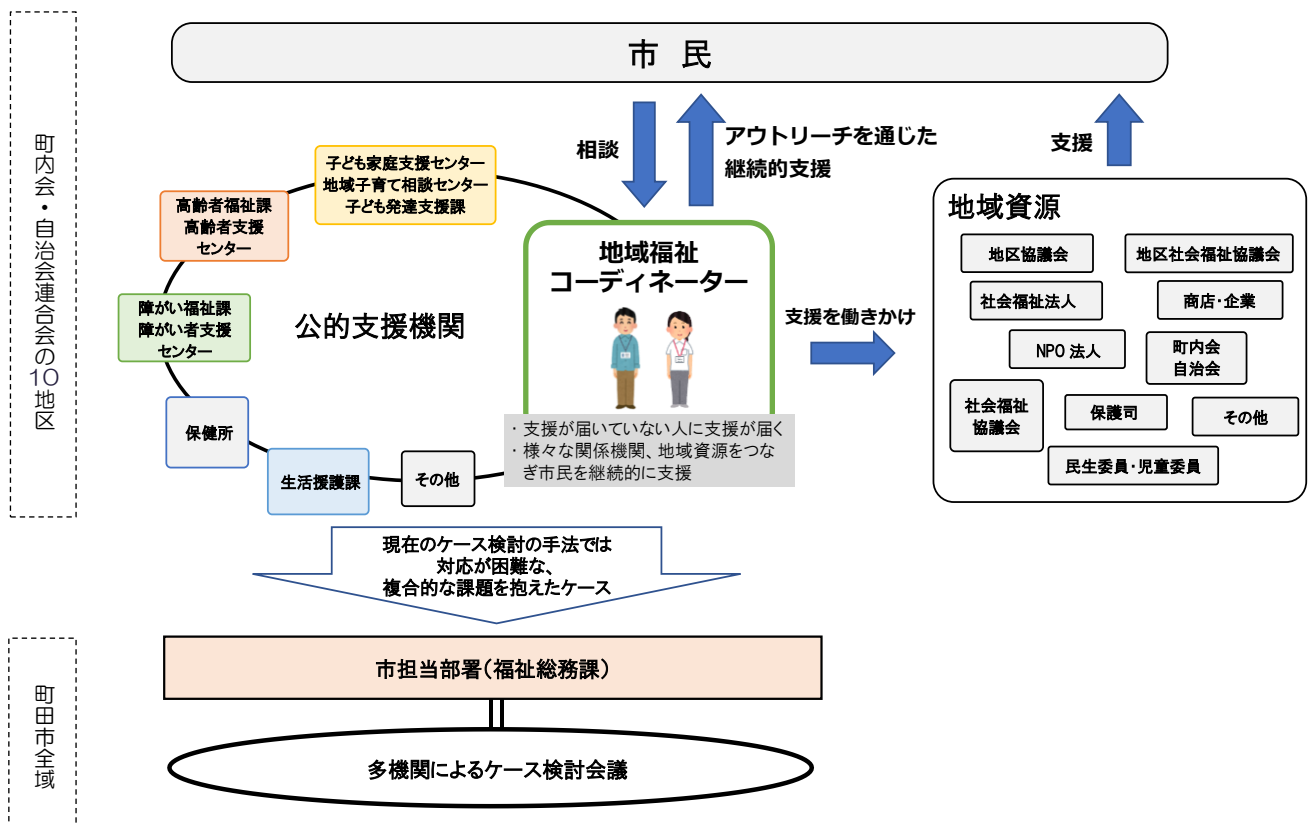 市 民
町内会・自治会連合会の10地区
相談
アウトリーチを通じた
継続的支援
支援
子ども家庭支援センター
地域子育て相談センター
子ども発達支援課
高齢者福祉課
高齢者支援
センター
障がい福祉課
障がい者支援
センター
公的支援機関
保健所
生活援護課
その他
地域福祉
コーディネーター
・支援が届いていない人に支援が届く
・様々な関係機関、地域資源をつな
ぎ市民を継続的に支援
支援を働きかけ
地域資源
地区協議会
地区社会福祉協議会
社会福祉法人
商店・企業
NPO 法人
町内会
自治会
社会福祉
協議会
保護司
その他
民生委員・児童委員
現在のケース検討の手法では
対応が困難な、
複合的な課題を抱えたケース
町田市全域
市担当部署(福祉総務課)
多機関によるケース検討会議